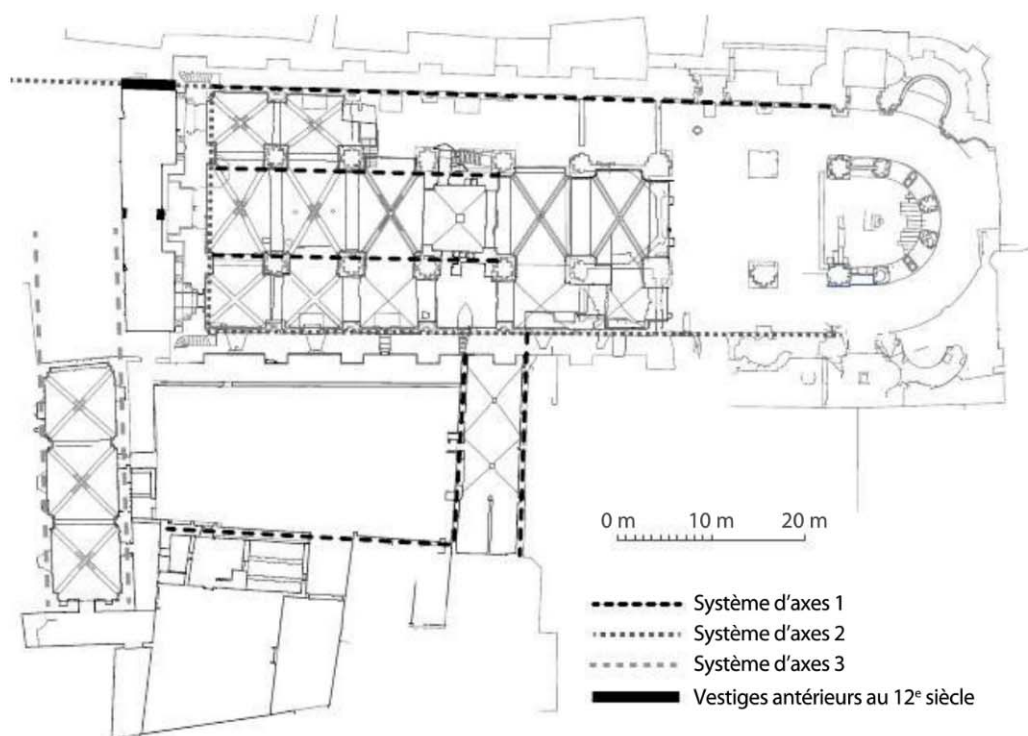 0 m 10 m 20 m
Système d'axes 1
Système d'axes 2
Système d'axes 3
Vestiges antérieurs au 12ᵉ siècle